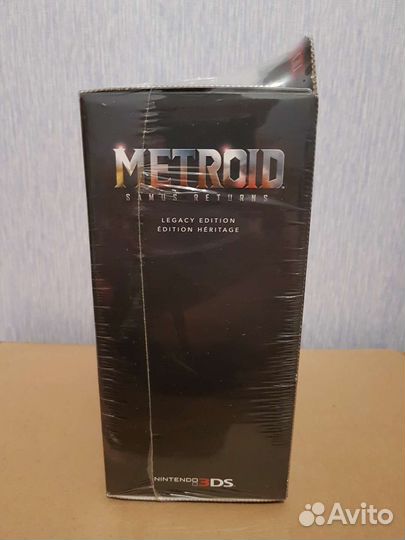 METROID
SAMUS RETURNS
LEGACY EDITION
ÉDITION HÉRITAGE
NINTENDO 3DS
Avito